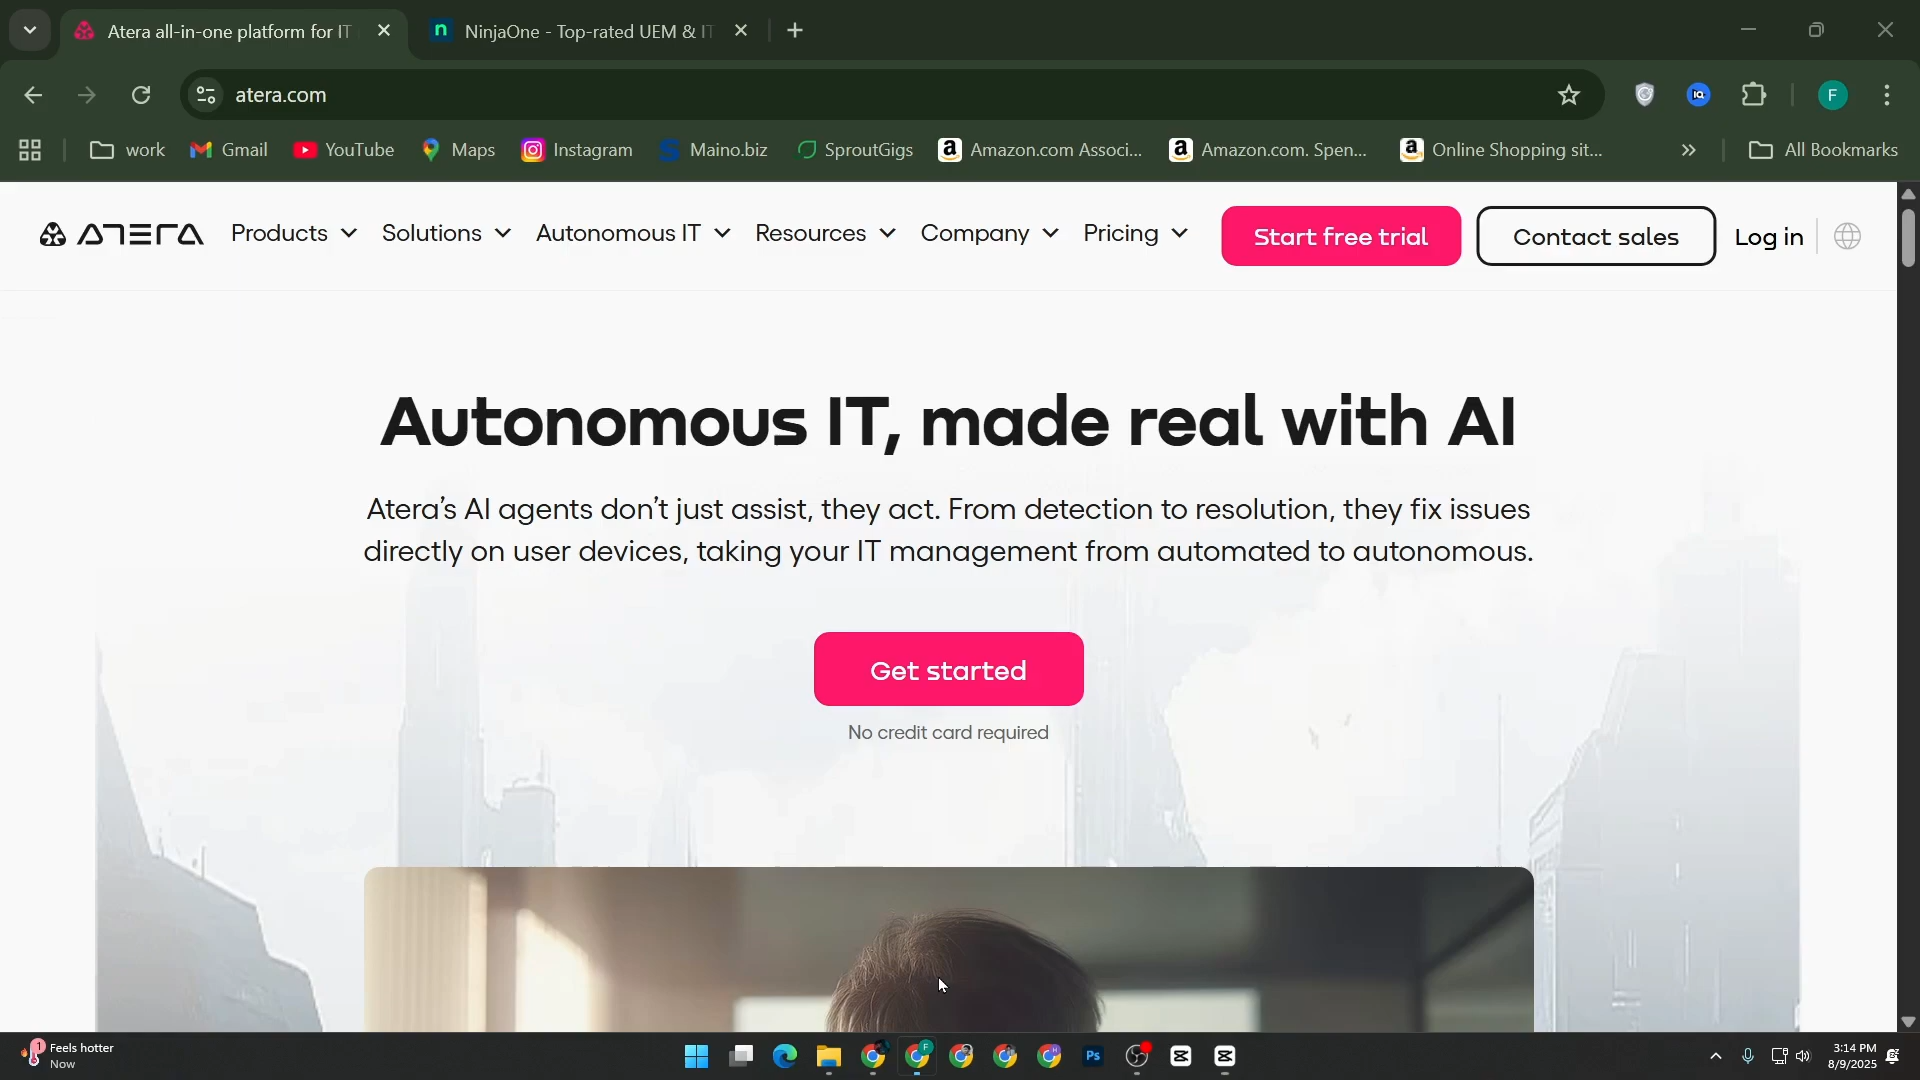 Atera all-in-one platform for IT
NinjaOne - Top-rated UEM & IT
atera.com
IQ
F
work
Gmail
YouTube
Maps
Instagram
Maino.biz
SproutGigs
Amazon.com Associ...
Amazon.com. Spen...
Online Shopping sit...
All Bookmarks
ATERA
Products
Solutions
Autonomous IT
Resources
Company
Pricing
Start free trial
Contact sales
Log in
Autonomous IT, made real with AI
Atera's AI agents don't just assist, they act. From detection to resolution, they fix issues
directly on user devices, taking your IT management from automated to autonomous.
Get started
No credit card required
1
Feels hotter
Now
F
H
Ps
3:14 PM
8/9/2025